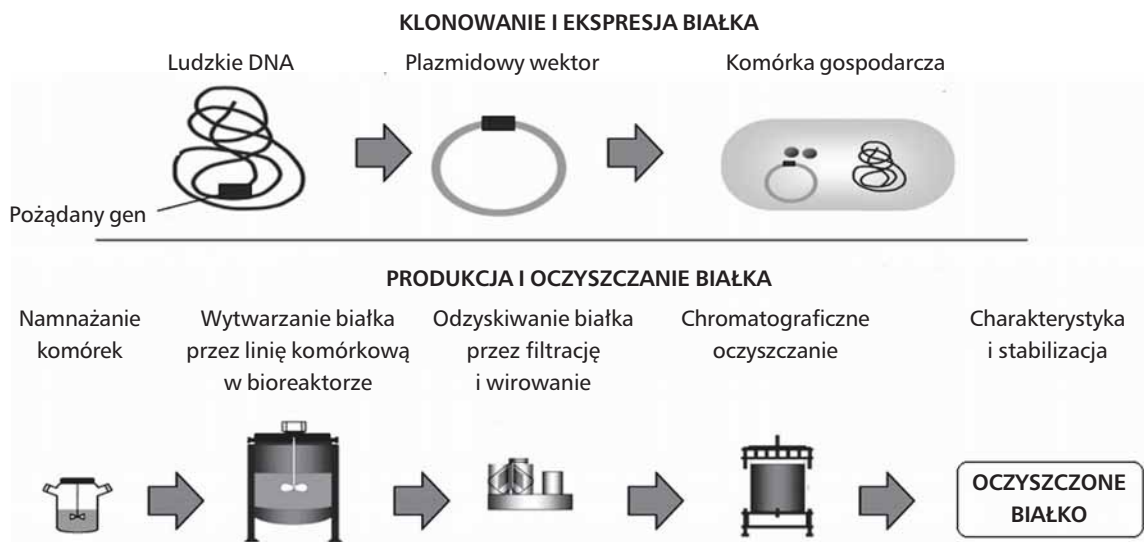 KLONOWANIE I EKSPRESJA BIAŁKA
Ludzkie DNA
Plazmidowy wektor
Komórka gospodarcza
Pożądany gen
PRODUKCJA I OCZYSZCZANIE BIAŁKA
Namnażanie
komórek
Wytwarzanie białka
przez linię komórkową
w bioreaktorze
Odzyskiwanie białka
przez filtrację
i wirowanie
Chromatograficzne
oczyszczanie
Charakterystyka
i stabilizacja
OCZYSZCZONE
BIAŁKO